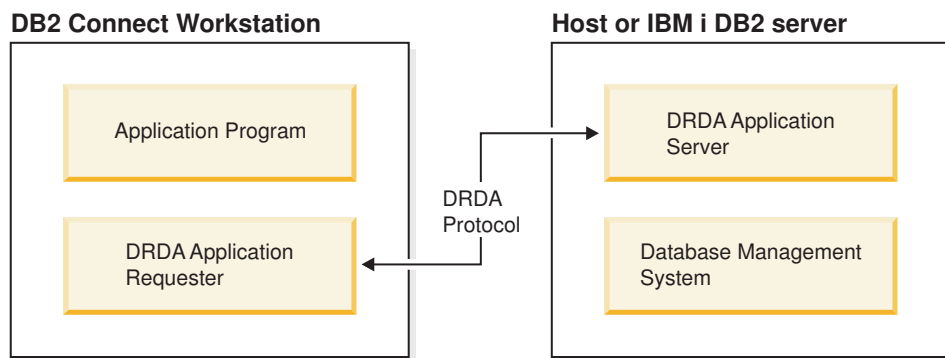 DB2 Connect Workstation
Host or IBM i DB2 server
Application Program
DRDA Application
Requester
DRDA
Protocol
DRDA Application
Server
Database Management
System